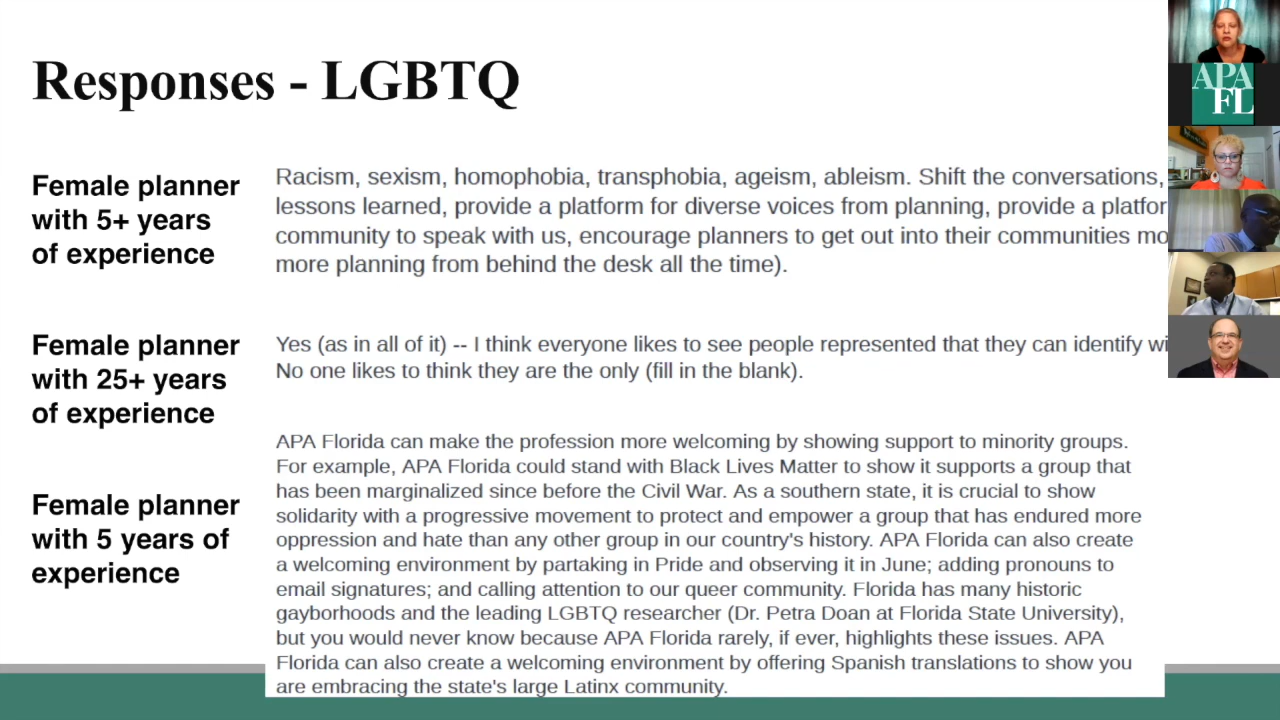 Responses - LGBTQ
Female planner
with 5+ years
of experience
Racism, sexism, homophobia, transphobia, ageism, ableism. Shift the conversations,
lessons learned, provide a platform for diverse voices from planning, provide a
community to speak with us, encourage planners to get out into their communities
more planning from behind the desk all the time).
Female planner
with 25+ years
of experience
Yes (as in all of it) -- I think everyone likes to see people represented that they can identify
No one likes to think they are the only (fill in the blank).
Female planner
with 5 years of
experience
APA Florida can make the profession more welcoming by showing support to minority groups.
For example, APA Florida could stand with Black Lives Matter to show it supports a group that
has been marginalized since before the Civil War. As a southern state, it is crucial to show
solidarity with a progressive movement to protect and empower a group that has endured more
oppression and hate than any other group in our country's history. APA Florida can also create
a welcoming environment by partaking in Pride and observing it in June; adding pronouns to
email signatures; and calling attention to our queer community. Florida has many historic
gayborhoods and the leading LGBTQ researcher (Dr. Petra Doan at Florida State University),
but you would never know because APA Florida rarely, if ever, highlights these issues. APA
Florida can also create a welcoming environment by offering Spanish translations to show you
are embracing the state's large Latinx community.
APA
FL